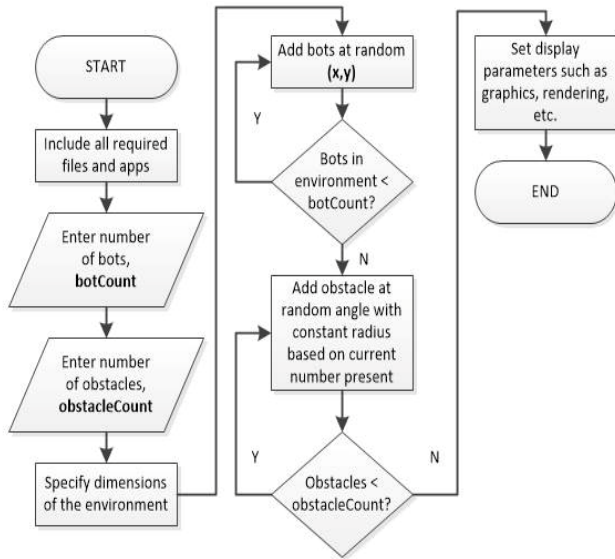 START
Include all required
files and apps
Enter number
of bots,
botCount
Enter number
of obstacles,
obstacleCount
Specify dimensions
of the environment
Add bots at random
(x,y)
Y
Bots in
environment <
botCount?
N
Add obstacle at
random angle with
constant radius
based on current
number present
Y
Obstacles <
obstacleCount?
N
Set display
parameters such as
graphics, rendering,
etc.
END